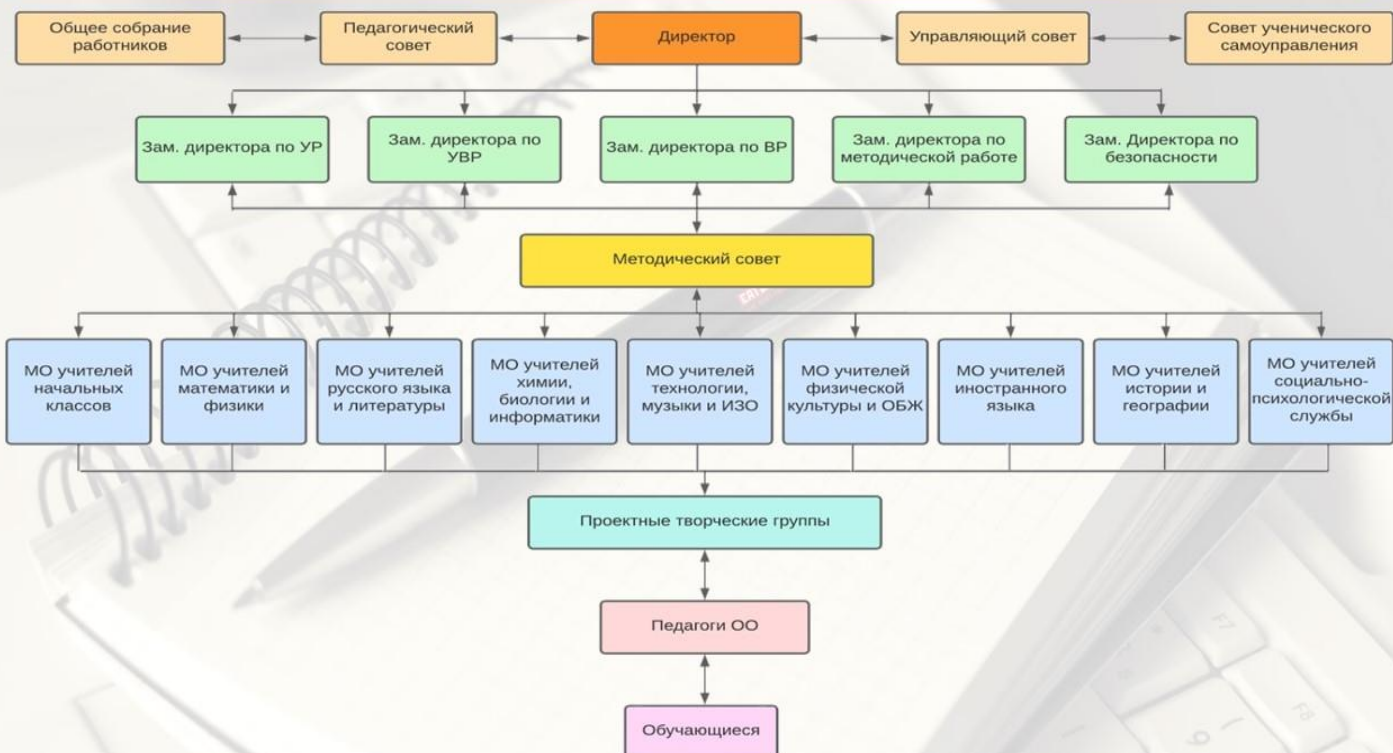 Общее собрание
работников
Педагогический
совет
Директор
Управляющий совет
Совет ученического
самоуправления
Зам. директора по УР
Зам. директора по
УВР
Зам. директора по ВР
Зам. директора по
методической работе
Зам. Директора по
безопасности
Методический совет
МО учителей
начальных
классов
МО учителей
математики и
физики
МО учителей
русского языка
и литературы
МО учителей
химии,
биологии и
информатики
МО учителей
технологии,
музыки и ИЗО
МО учителей
физической
культуры и ОБЖ
МО учителей
иностранного
языка
МО учителей
истории и
географии
МО учителей
социально-
психологической
службы
Проектные творческие группы
Педагоги ОО
Обучающиеся
F7
F8